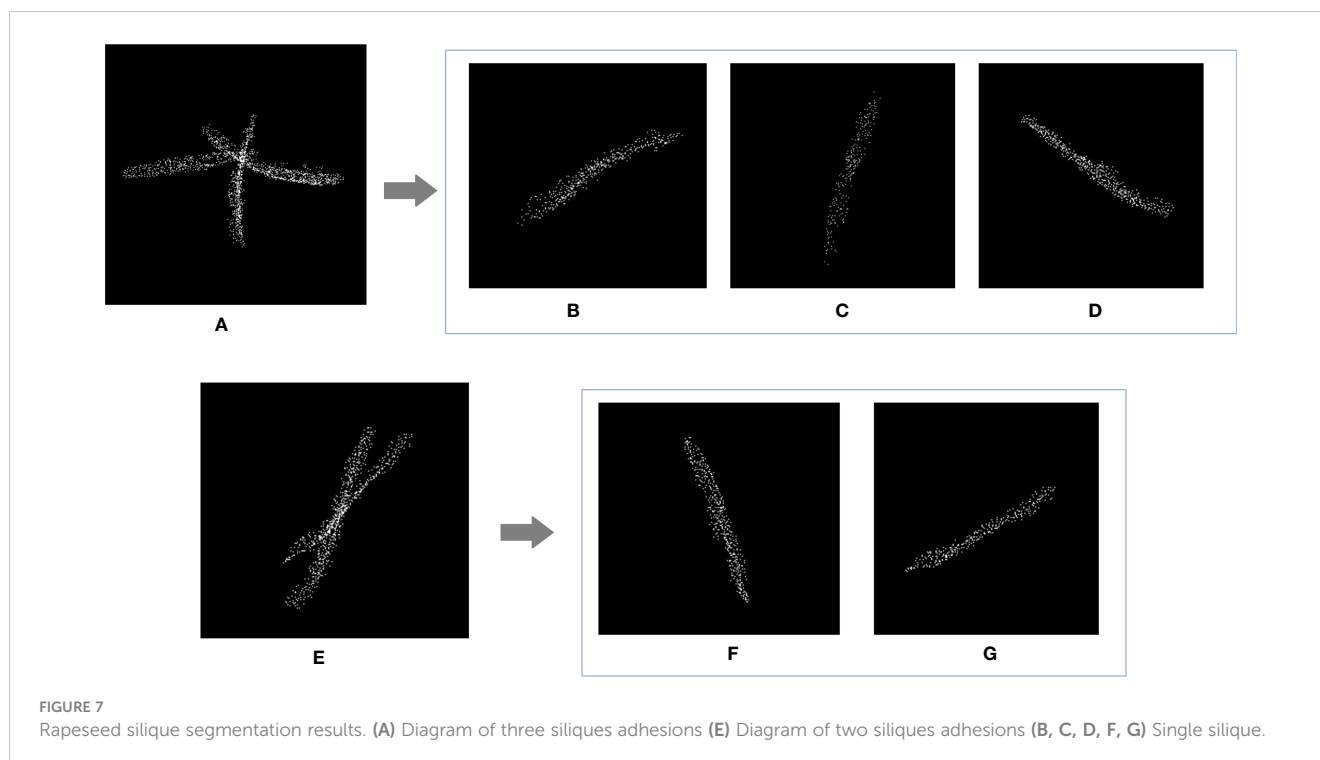 A
B
C
D
E
F
G
FIGURE 7
Rapeseed silique segmentation results. (A) Diagram of three siliques adhesions (E) Diagram of two siliques adhesions (B, C, D, F, G) Single silique.